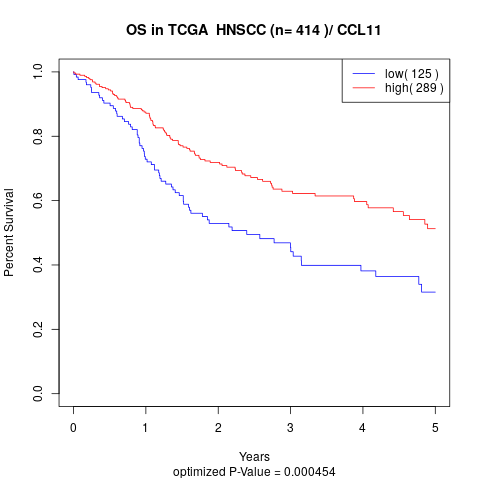 OS in TCGA  HNSCC (n= 414 )/ CCL11
low( 125 )
high( 289 )
Percent Survival
1.0
0.8
0.6
0.4
0.2
0.0
0 1 2 3 4 5
Years
optimized P-Value = 0.000454